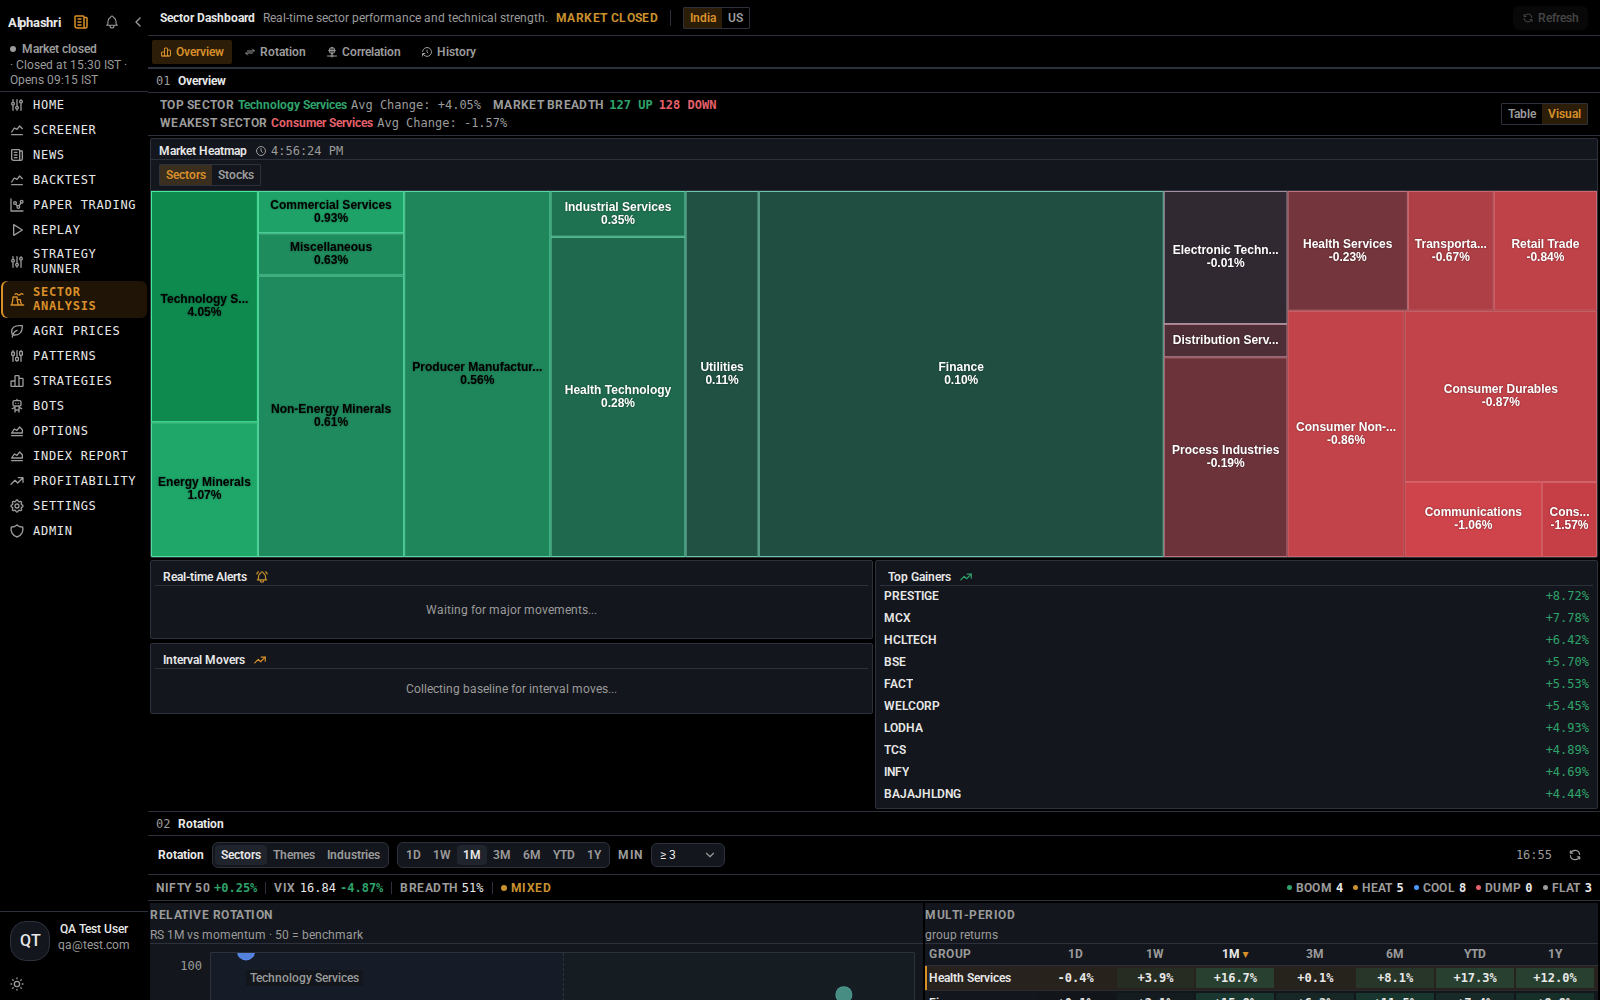 Alphashri
Market closed
· Closed at 15:30 IST ·
Opens 09:15 IST
HOME
SCREENER
NEWS
BACKTEST
PAPER TRADING
REPLAY
STRATEGY
RUNNER
SECTOR
ANALYSIS
AGRI PRICES
PATTERNS
STRATEGIES
BOTS
OPTIONS
INDEX REPORT
PROFITABILITY
SETTINGS
ADMIN
QT
QA Test User
qa@test.com
Sector Dashboard Real-time sector performance and technical strength. MARKET CLOSED India US Refresh
Overview Rotation Correlation History
01 Overview
TOP SECTOR Technology Services Avg Change: +4.05% MARKET BREADTH 127 UP 128 DOWN
WEAKEST SECTOR Consumer Services Avg Change: -1.57%
Table Visual
Market Heatmap 4:56:24 PM
Sectors Stocks
Technology S...
4.05%
Energy Minerals
1.07%
Commercial Services
0.93%
Miscellaneous
0.63%
Non-Energy Minerals
0.61%
Producer Manufactur...
0.56%
Industrial Services
0.35%
Health Technology
0.28%
Utilities
0.11%
Finance
0.10%
Electronic Techn...
-0.01%
Distribution Serv...
Process Industries
-0.19%
Health Services
-0.23%
Transporta...
-0.67%
Retail Trade
-0.84%
Consumer Non-...
-0.86%
Consumer Durables
-0.87%
Communications
-1.06%
Cons...
-1.57%
Real-time Alerts
Waiting for major movements...
Interval Movers
Collecting baseline for interval moves...
Top Gainers
PRESTIGE +8.72%
MCX +7.78%
HCLTECH +6.42%
BSE +5.70%
FACT +5.53%
WELCORP +5.45%
LODHA +4.93%
TCS +4.89%
INFY +4.69%
BAJAJHLDNG +4.44%
02 Rotation
Rotation Sectors Themes Industries 1D 1W 1M 3M 6M YTD 1Y MIN ≥ 3 16:55
NIFTY 50 +0.25% VIX 16.84 -4.87% BREADTH 51% MIXED BOOM 4 HEAT 5 COOL 8 DUMP 0 FLAT 3
RELATIVE ROTATION
RS 1M vs momentum · 50 = benchmark
100
Technology Services
MULTI-PERIOD
group returns
GROUP 1D 1W 1M ▼ 3M 6M YTD 1Y
Health Services -0.4% +3.9% +16.7% +0.1% +8.1% +17.3% +12.0%